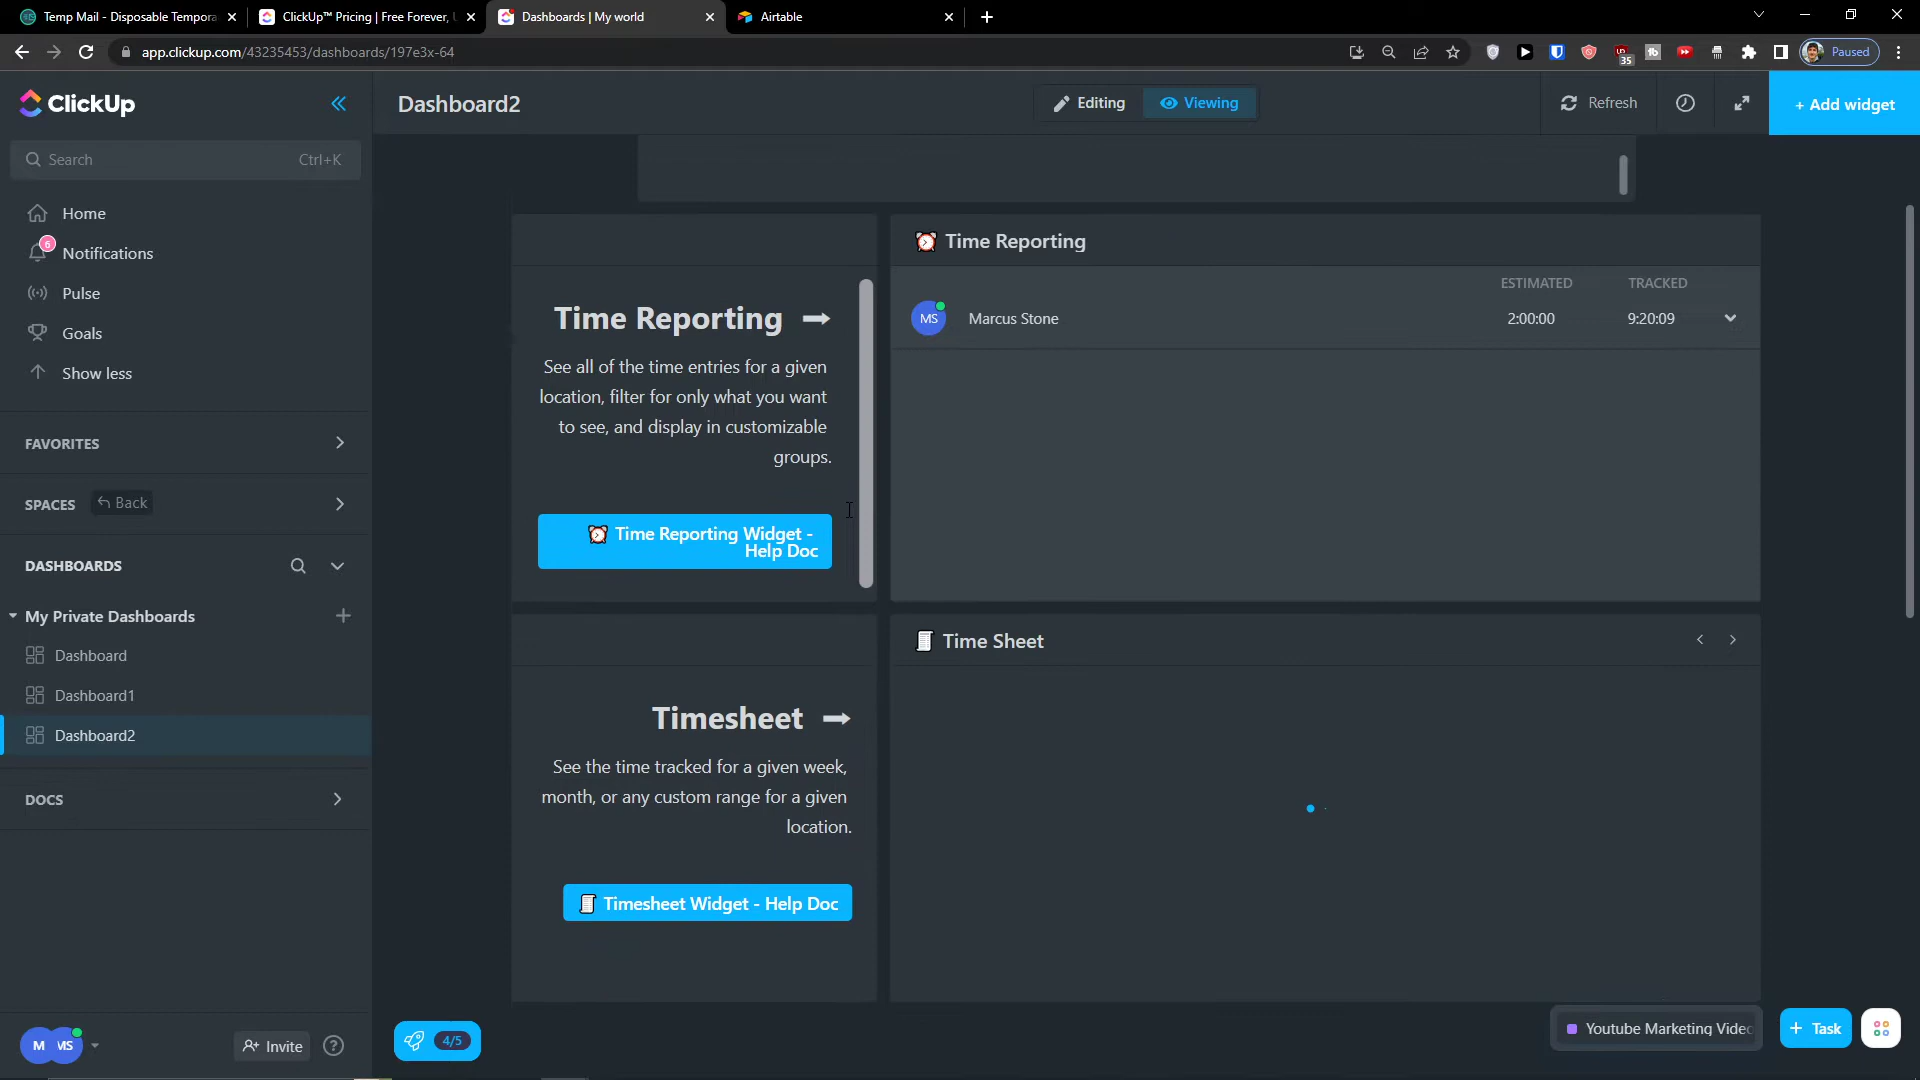 Temp Mail - Disposable Tempora
ClickUp™ Pricing | Free Forever, U
Dashboards | My world
Airtable
app.clickup.com/43235453/dashboards/197e3x-64
35
Paused
ClickUp
Dashboard2
Editing
Viewing
Refresh
+ Add widget
Search
Ctrl+K
Home
6
Notifications
Pulse
Goals
Show less
FAVORITES
SPACES
Back
DASHBOARDS
My Private Dashboards
Dashboard
Dashboard1
Dashboard2
DOCS
M
MS
Invite
4/5
Time Reporting
See all of the time entries for a given
location, filter for only what you want
to see, and display in customizable
groups.
Time Reporting Widget -
Help Doc
Time Reporting
ESTIMATED
TRACKED
MS
Marcus Stone
2:00:00
9:20:09
Timesheet
See the time tracked for a given week,
month, or any custom range for a given
location.
Timesheet Widget - Help Doc
Time Sheet
Youtube Marketing Videc
+ Task